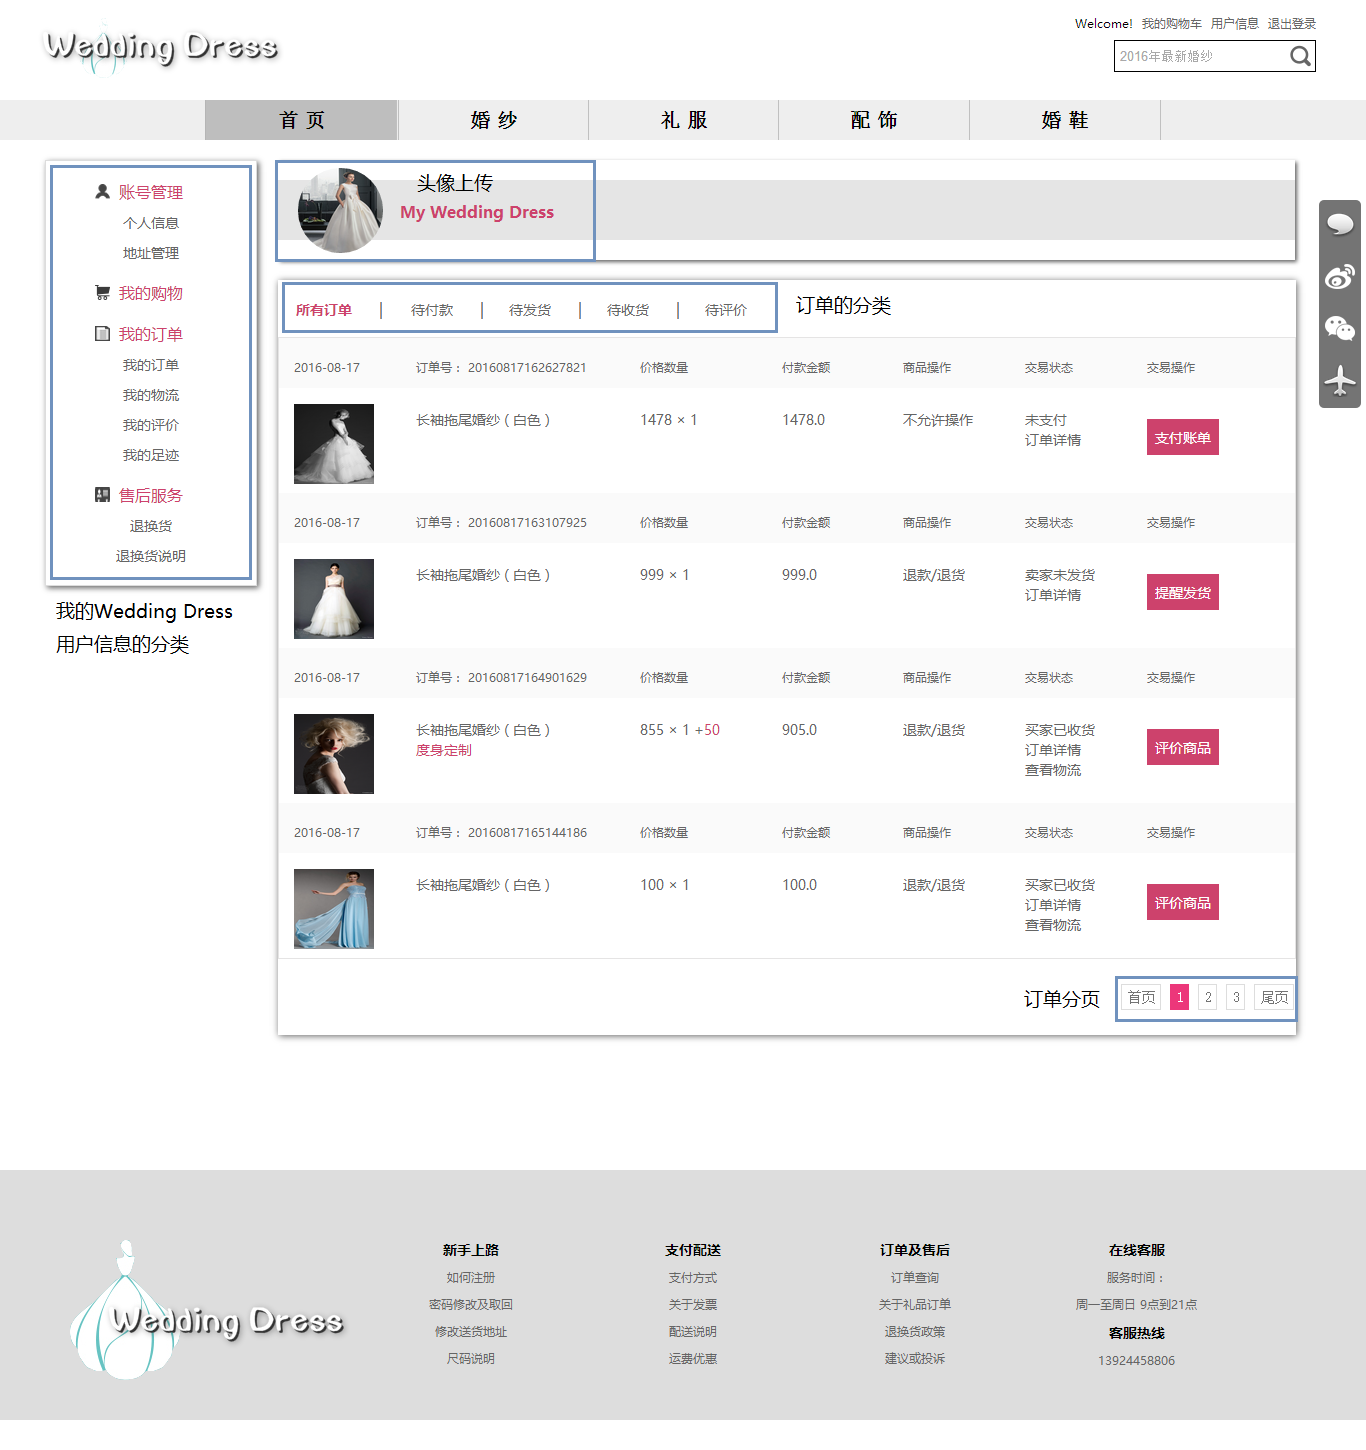 Wedding Dress
Welcome! 我的购物车 用户信息 退出登录
2016年最新婚纱
首 页 婚 纱 礼 服 配 饰 婚 鞋
账号管理
个人信息
地址管理
我的购物
我的订单
我的订单
我的物流
我的评价
我的足迹
售后服务
退换货
退换货说明
我的Wedding Dress
用户信息的分类
头像上传
My Wedding Dress
所有订单 | 待付款 | 待发货 | 待收货 | 待评价
订单的分类
2016-08-17 订单号： 20160817162627821 价格数量 付款金额 商品操作 交易状态 交易操作
长袖拖尾婚纱（白色） 1478 × 1 1478.0 不允许操作 未支付 支付账单
订单详情
2016-08-17 订单号： 20160817163107925 价格数量 付款金额 商品操作 交易状态 交易操作
长袖拖尾婚纱（白色） 999 × 1 999.0 退款/退货 卖家未发货 提醒发货
订单详情
2016-08-17 订单号： 20160817164901629 价格数量 付款金额 商品操作 交易状态 交易操作
长袖拖尾婚纱（白色） 855 × 1 +50 905.0 退款/退货 买家已收货 评价商品
度身定制 订单详情
查看物流
2016-08-17 订单号： 20160817165144186 价格数量 付款金额 商品操作 交易状态 交易操作
长袖拖尾婚纱（白色） 100 × 1 100.0 退款/退货 买家已收货 评价商品
订单详情
查看物流
订单分页 首页 1 2 3 尾页
Wedding Dress
新手上路
如何注册
密码修改及取回
修改送货地址
尺码说明
支付配送
支付方式
关于发票
配送说明
运费优惠
订单及售后
订单查询
关于礼品订单
退换货政策
建议或投诉
在线客服
服务时间：
周一至周日 9点到21点
客服热线
13924458806